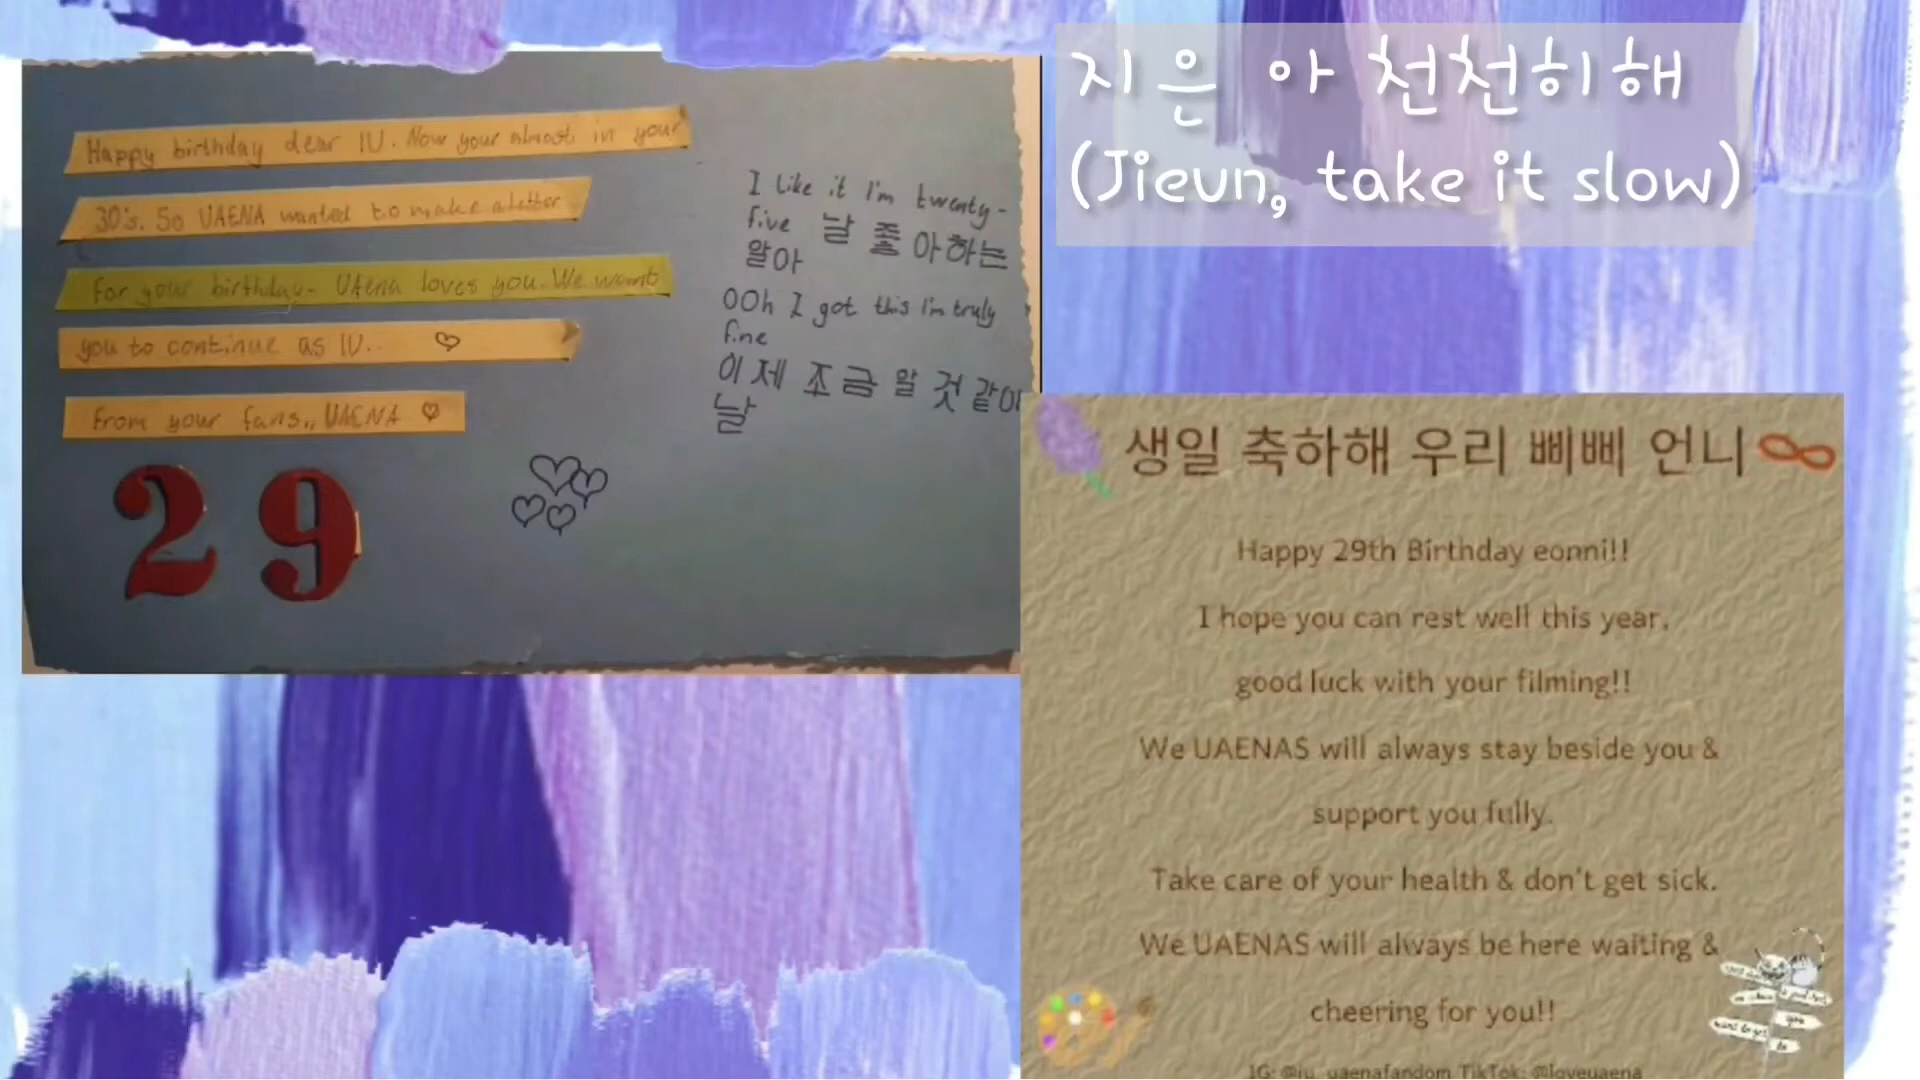 Happy birthday dear IU. Now your almost in your
30's. So UAENA wanted to make a letter
For your birthday- UAena loves you. We want
you to continue as IU..
From your fans,, UAENA
29
I like it I'm twenty-
five 날 좋아하는
알아
OOh I got this I'm truly
fine
이제 조금 알 것 같아
날
지은 아 천천히해
(Jieun, take it slow)
생일 축하해 우리 삐삐 언니
Happy 29th Birthday eonni!!
I hope you can rest well this year,
good luck with your filming!!
We UAENAS will always stay beside you &
support you fully.
Take care of your health & don't get sick.
We UAENAS will always be here waiting &
cheering for you!!
IG: @iu_uaenafandom TikTok: @loveuaena